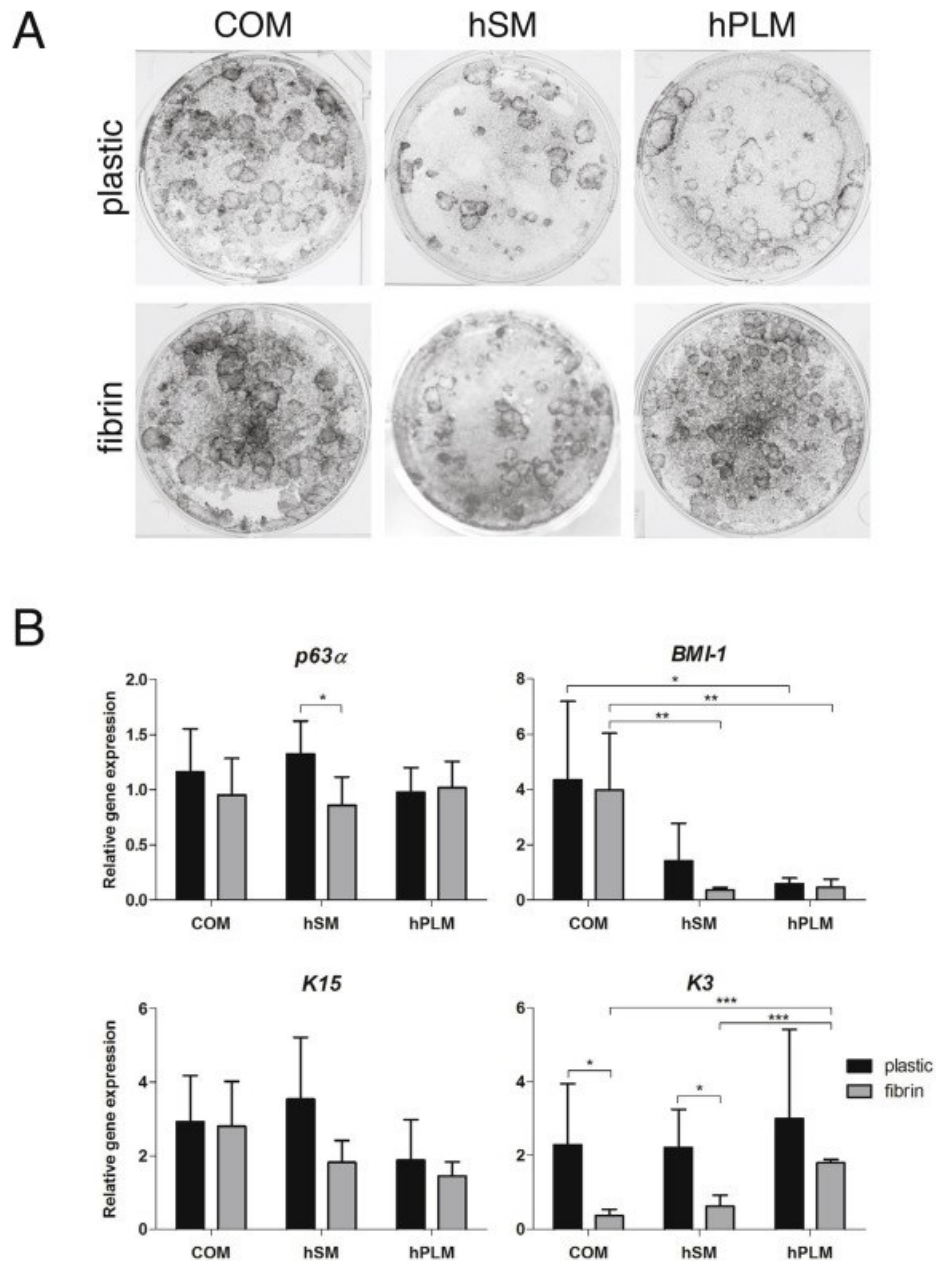 A
COM hSM hPLM
plastic
fibrin
B
p63α
Relative gene expression
2.0
1.5
1.0
0.5
0.0
*
COM hSM hPLM
BMI-1
8
6
4
2
0
*
**
**
COM hSM hPLM
K15
Relative gene expression
6
4
2
0
COM hSM hPLM
K3
6
4
2
0
***
***
*
*
COM hSM hPLM
plastic
fibrin